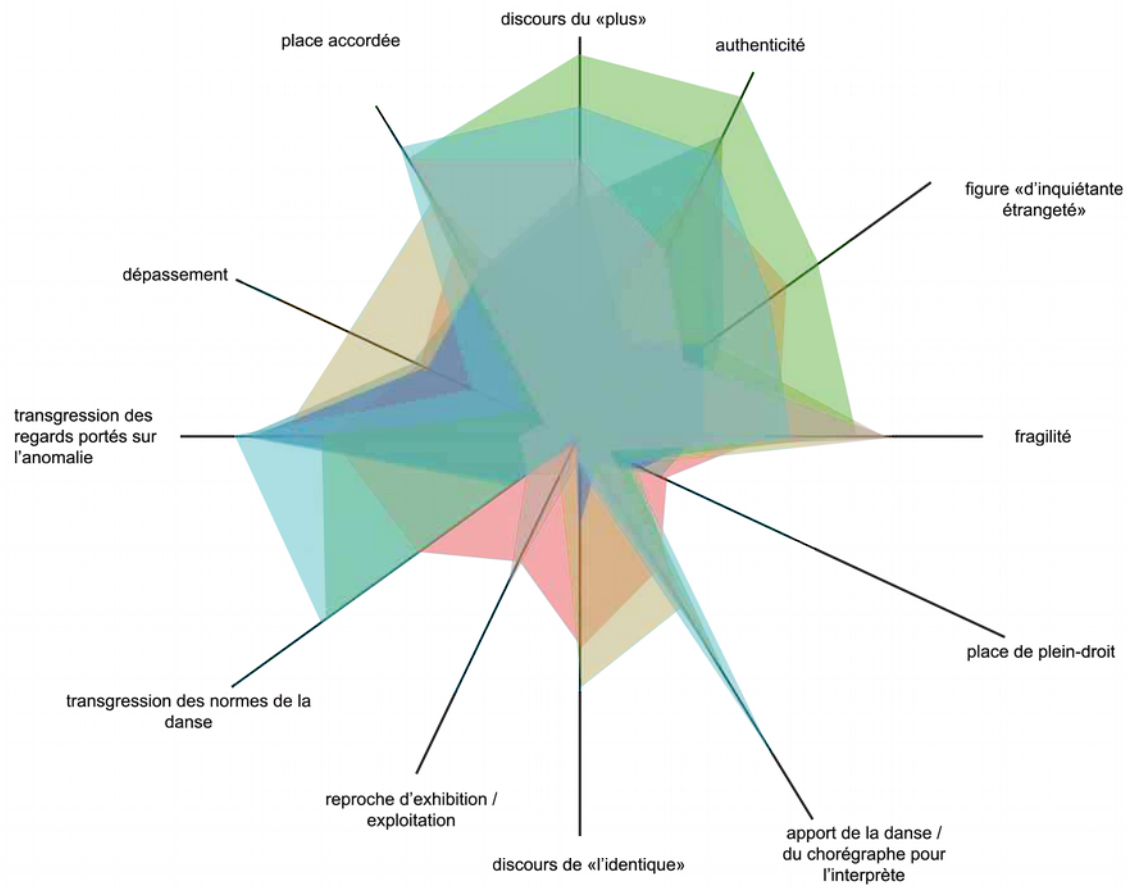 discours du «plus»
place accordée
authenticité
figure «d’inquiétante
étrangeté»
dépassement
transgression des
regards portés sur
l’anomalie
fragilité
place de plein-droit
transgression des normes de la
danse
reproche d’exhibition /
exploitation
discours de «l’identique»
apport de la danse /
du chorégraphe pour
l’interprète